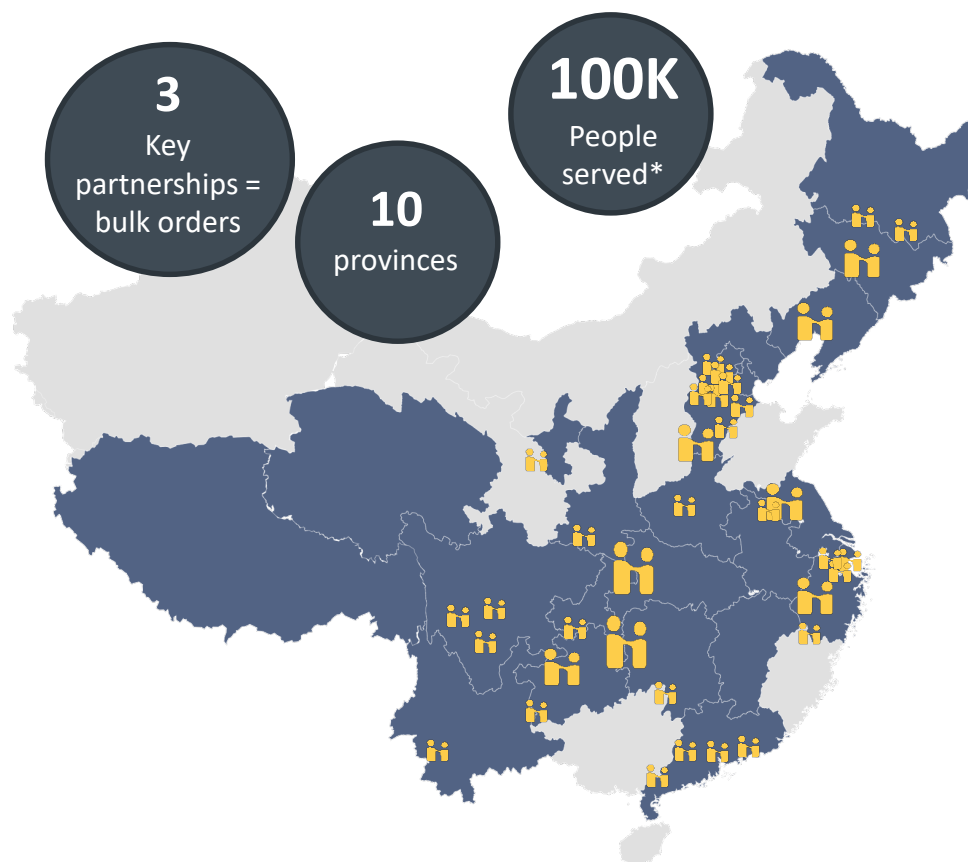 3
Key
partnerships =
bulk orders
10
provinces
100K
People
served*